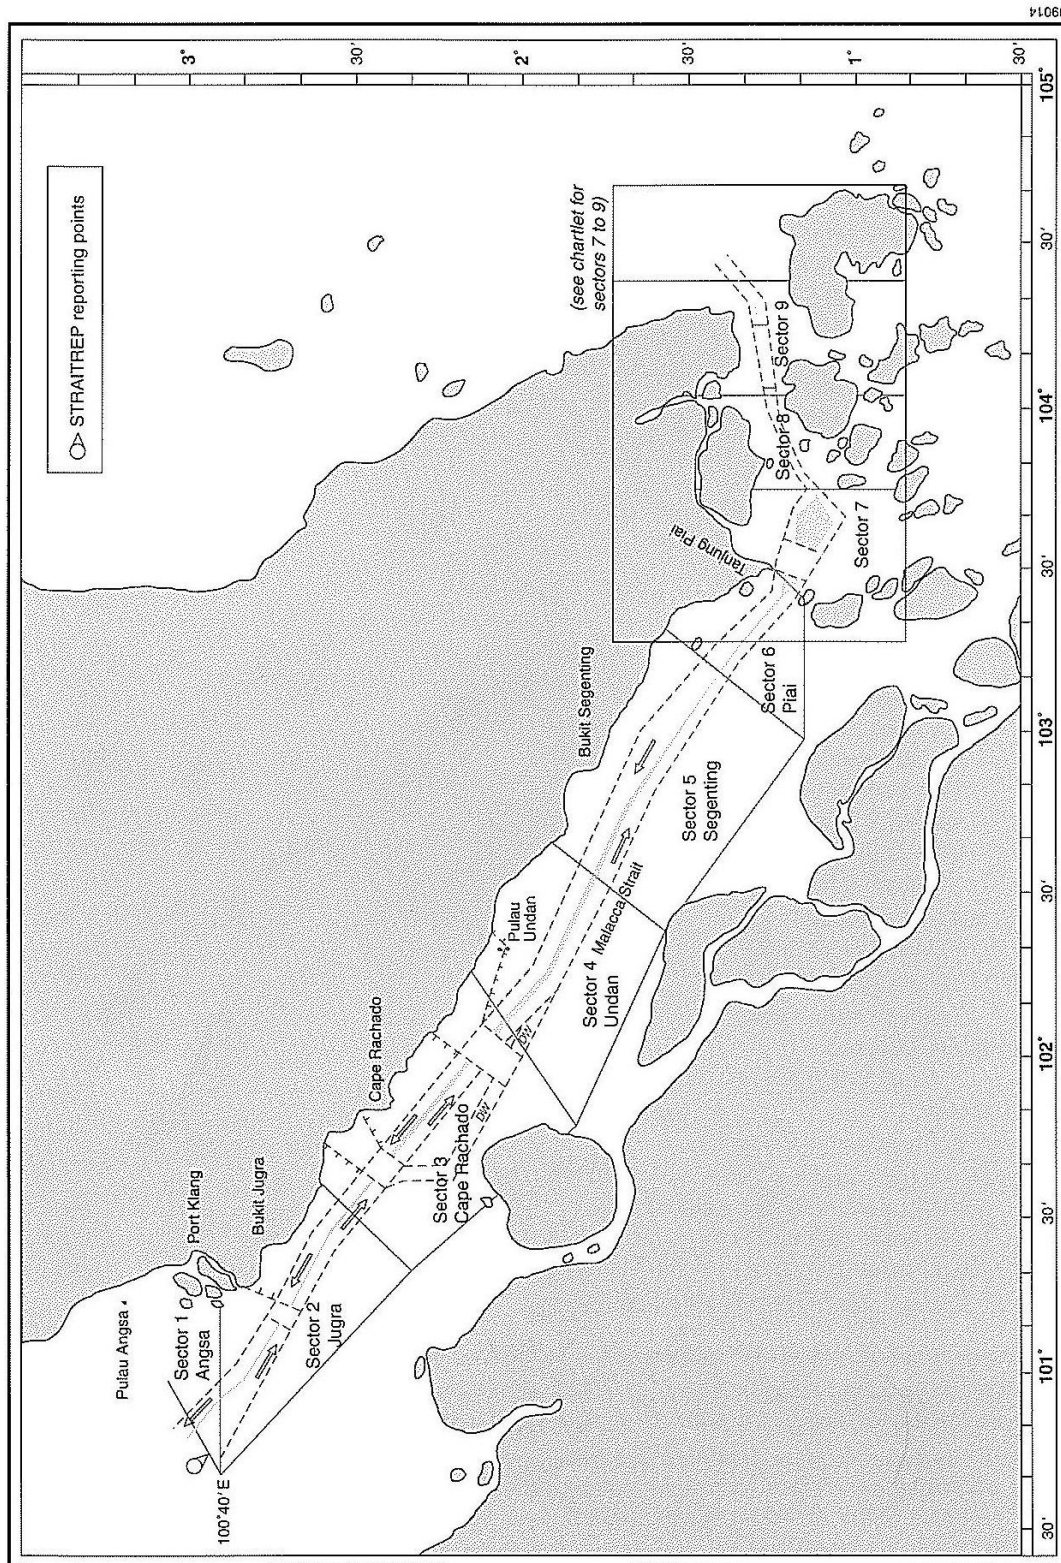 STRAITREP reporting points
3°
30'
2°
30'
1°
30'
Pulau Angsa
Port Klang
Bukit Jugra
Cape Rachado
Pulau
Undan
Bukit Segenting
Tanjung Piai
(see chartlet for
sectors 7 to 9)
100°40'E
Sector 1
Angsa
Sector 2
Jugra
Sector 3
Cape Rachado
DW
DW
Sector 4
Undan
Malacca Strait
Sector 5
Segenting
Sector 6
Piai
Sector 7
Sector 8
Sector 9
30'
101°
30'
102°
30'
103°
30'
104°
30'
105°